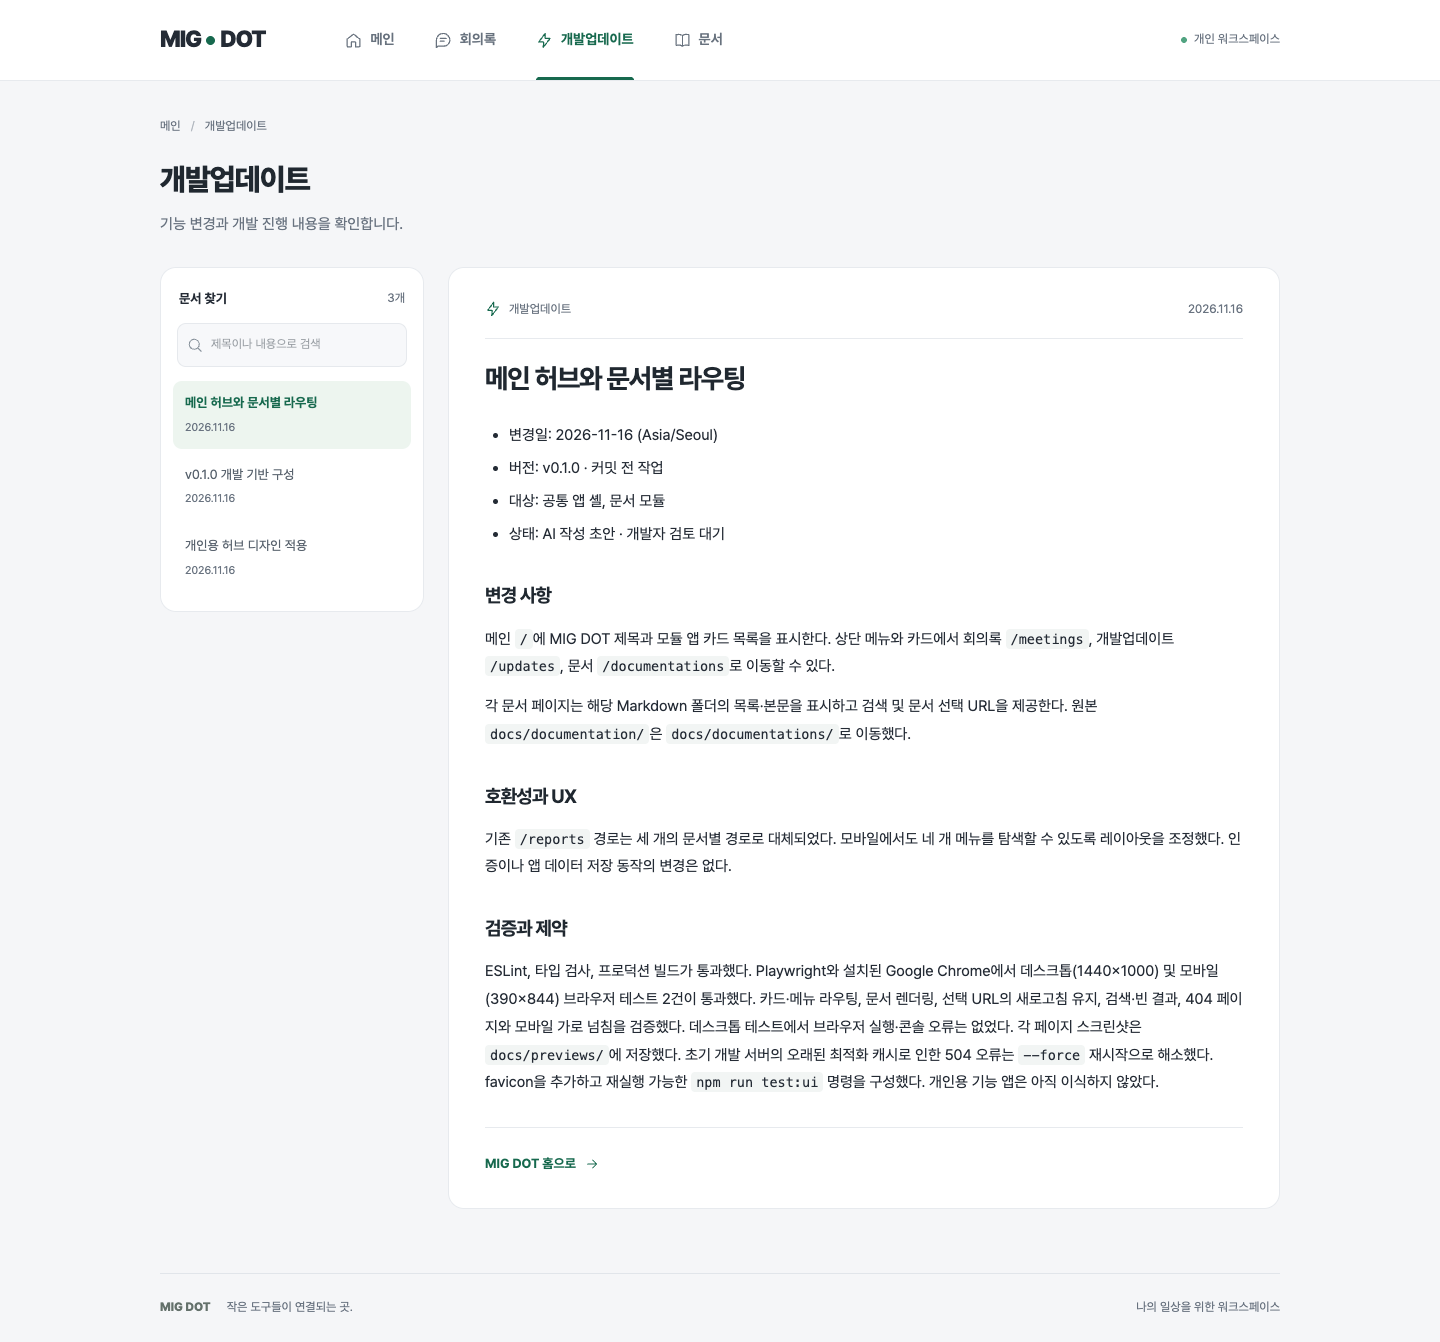 MIG DOT
메인
회의록
개발업데이트
문서
개인 워크스페이스
메인 / 개발업데이트
개발업데이트
기능 변경과 개발 진행 내용을 확인합니다.
문서 찾기
3개
제목이나 내용으로 검색
메인 허브와 문서별 라우팅
2026.11.16
v0.1.0 개발 기반 구성
2026.11.16
개인용 허브 디자인 적용
2026.11.16
개발업데이트
2026.11.16
메인 허브와 문서별 라우팅
• 변경일: 2026-11-16 (Asia/Seoul)
• 버전: v0.1.0 · 커밋 전 작업
• 대상: 공통 앱 셸, 문서 모듈
• 상태: AI 작성 초안 · 개발자 검토 대기
변경 사항
메인 / 에 MIG DOT 제목과 모듈 앱 카드 목록을 표시한다. 상단 메뉴와 카드에서 회의록 /meetings , 개발업데이트
/updates , 문서 /documentations 로 이동할 수 있다.
각 문서 페이지는 해당 Markdown 폴더의 목록·본문을 표시하고 검색 및 문서 선택 URL을 제공한다. 원본
docs/documentation/ 은 docs/documentations/ 로 이동했다.
호환성과 UX
기존 /reports 경로는 세 개의 문서별 경로로 대체되었다. 모바일에서도 네 개 메뉴를 탐색할 수 있도록 레이아웃을 조정했다. 인
증이나 앱 데이터 저장 동작의 변경은 없다.
검증과 제약
ESLint, 타입 검사, 프로덕션 빌드가 통과했다. Playwright와 설치된 Google Chrome에서 데스크톱(1440×1000) 및 모바일
(390×844) 브라우저 테스트 2건이 통과했다. 카드·메뉴 라우팅, 문서 렌더링, 선택 URL의 새로고침 유지, 검색·빈 결과, 404 페이
지와 모바일 가로 넘침을 검증했다. 데스크톱 테스트에서 브라우저 실행·콘솔 오류는 없었다. 각 페이지 스크린샷은
docs/previews/ 에 저장했다. 초기 개발 서버의 오래된 최적화 캐시로 인한 504 오류는 --force 재시작으로 해소했다.
favicon을 추가하고 재실행 가능한 npm run test:ui 명령을 구성했다. 개인용 기능 앱은 아직 이식하지 않았다.
MIG DOT 홈으로 →
MIG DOT 작은 도구들이 연결되는 곳.
나의 일상을 위한 워크스페이스